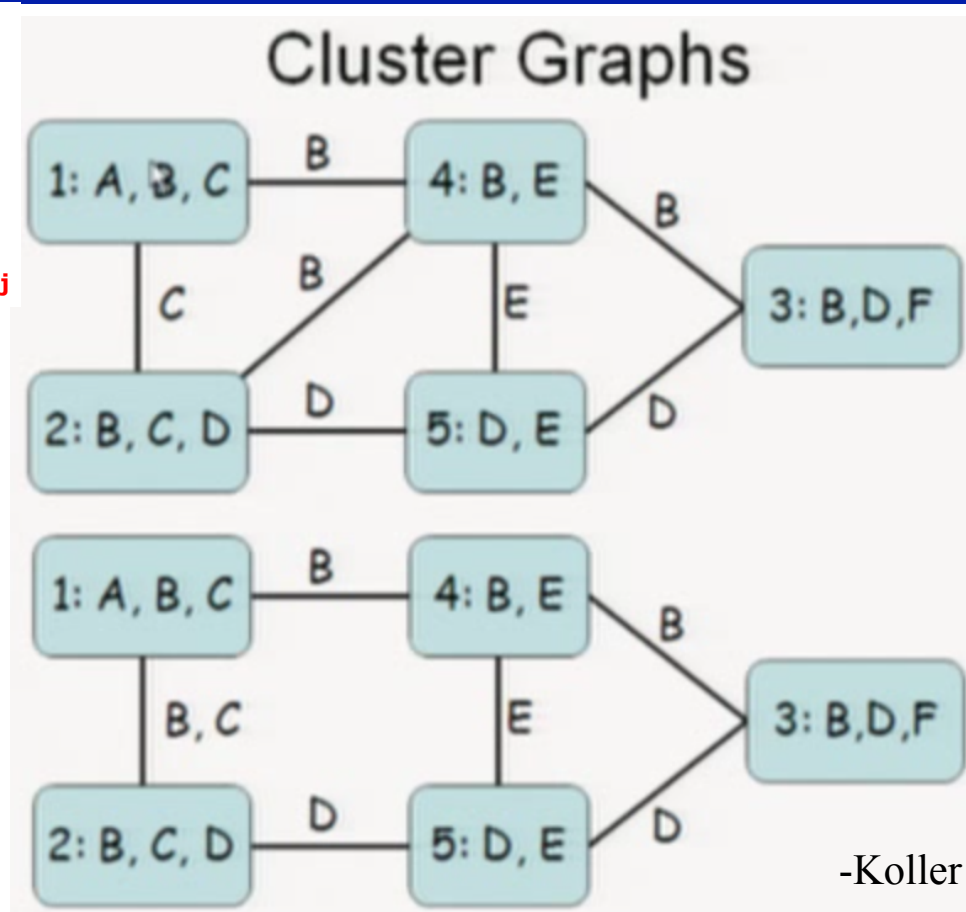 Cluster Graphs
1: A, B, C
B
4: B, E
B
j
C
B
E
3: B,D,F
2: B, C, D
D
5: D, E
D
1: A, B, C
B
4: B, E
B
B, C
E
3: B,D,F
2: B, C, D
D
5: D, E
D
-Koller